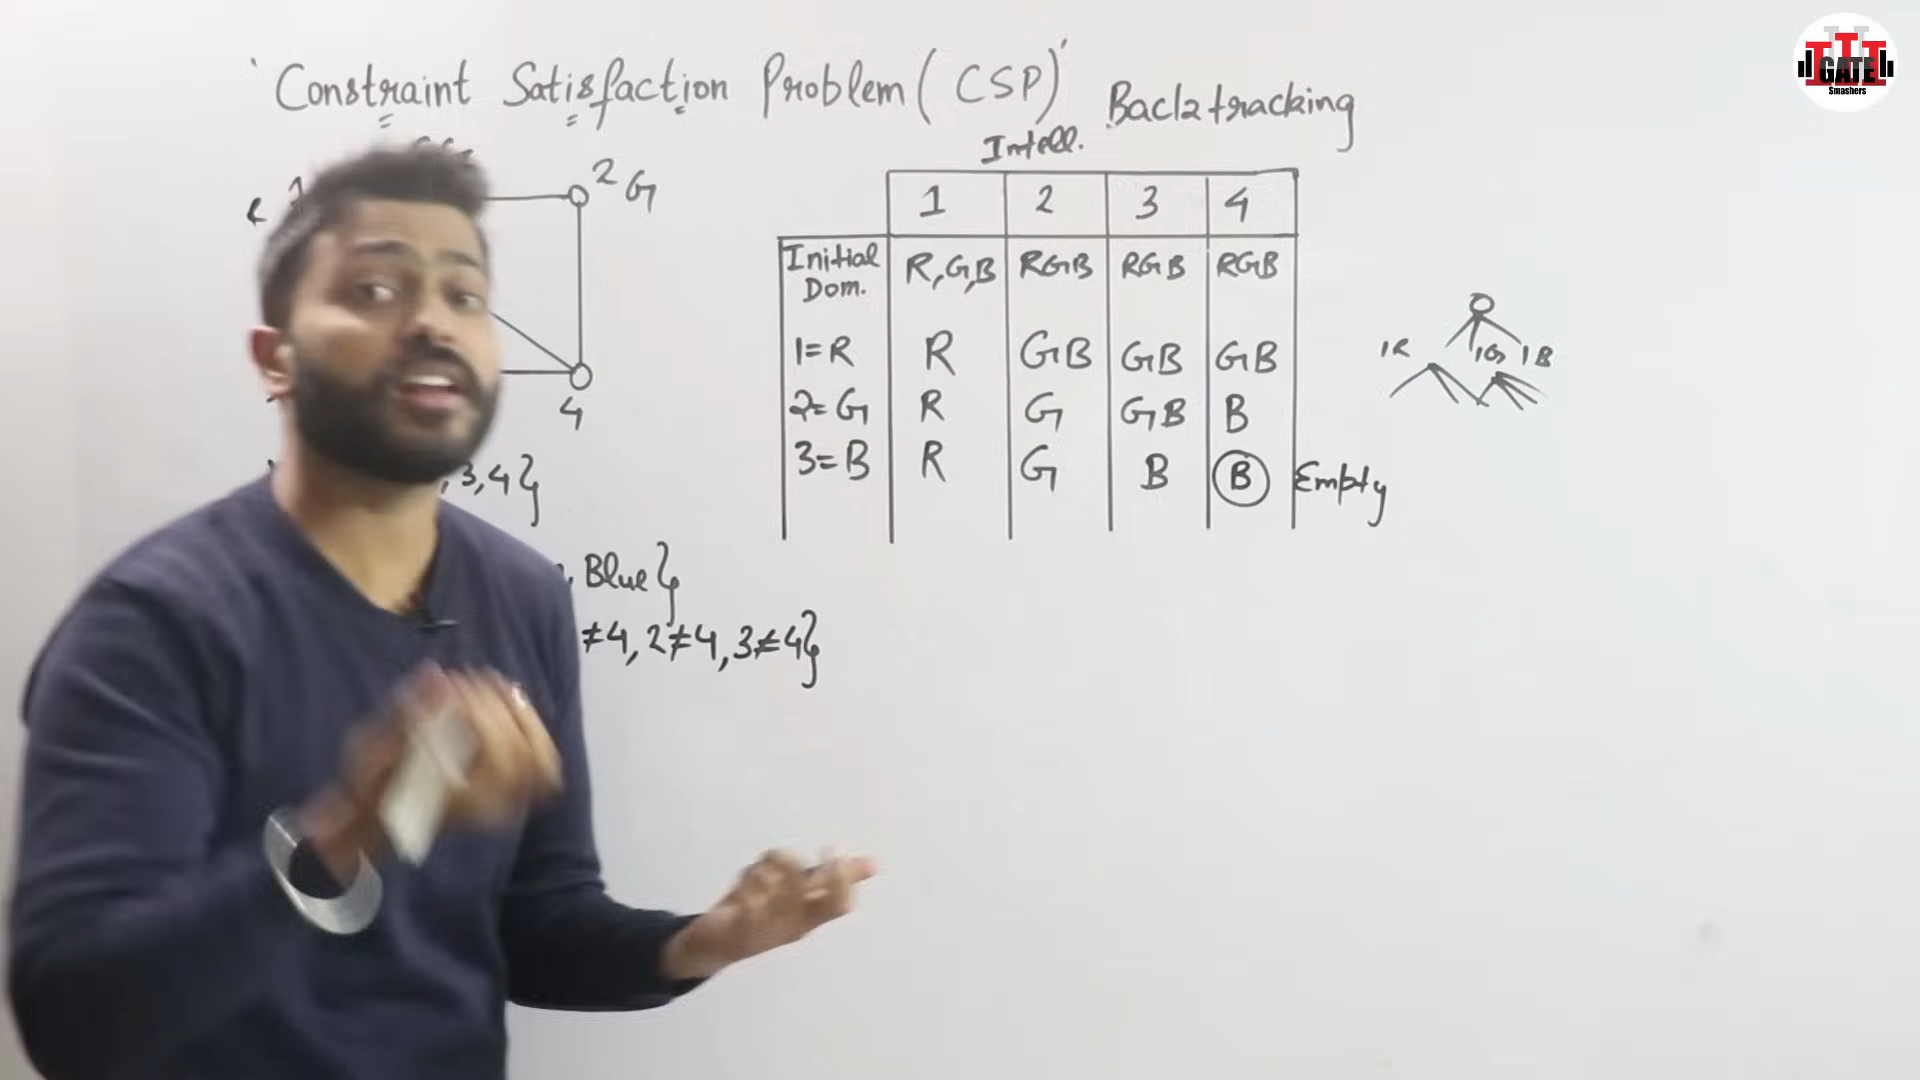 'Constraint Satisfaction Problem (CSP)'
Backtracking
Intell.
2 G
4
, 3, 4}
, Blue}
≠4, 2≠4, 3≠4}
1 2 3 4
Initial Dom. R,G,B RGB RGB RGB
1=R R GB GB GB
2=G R G GB B
3=B R G B B Empty
1R 1G 1B
GATE
Smashers